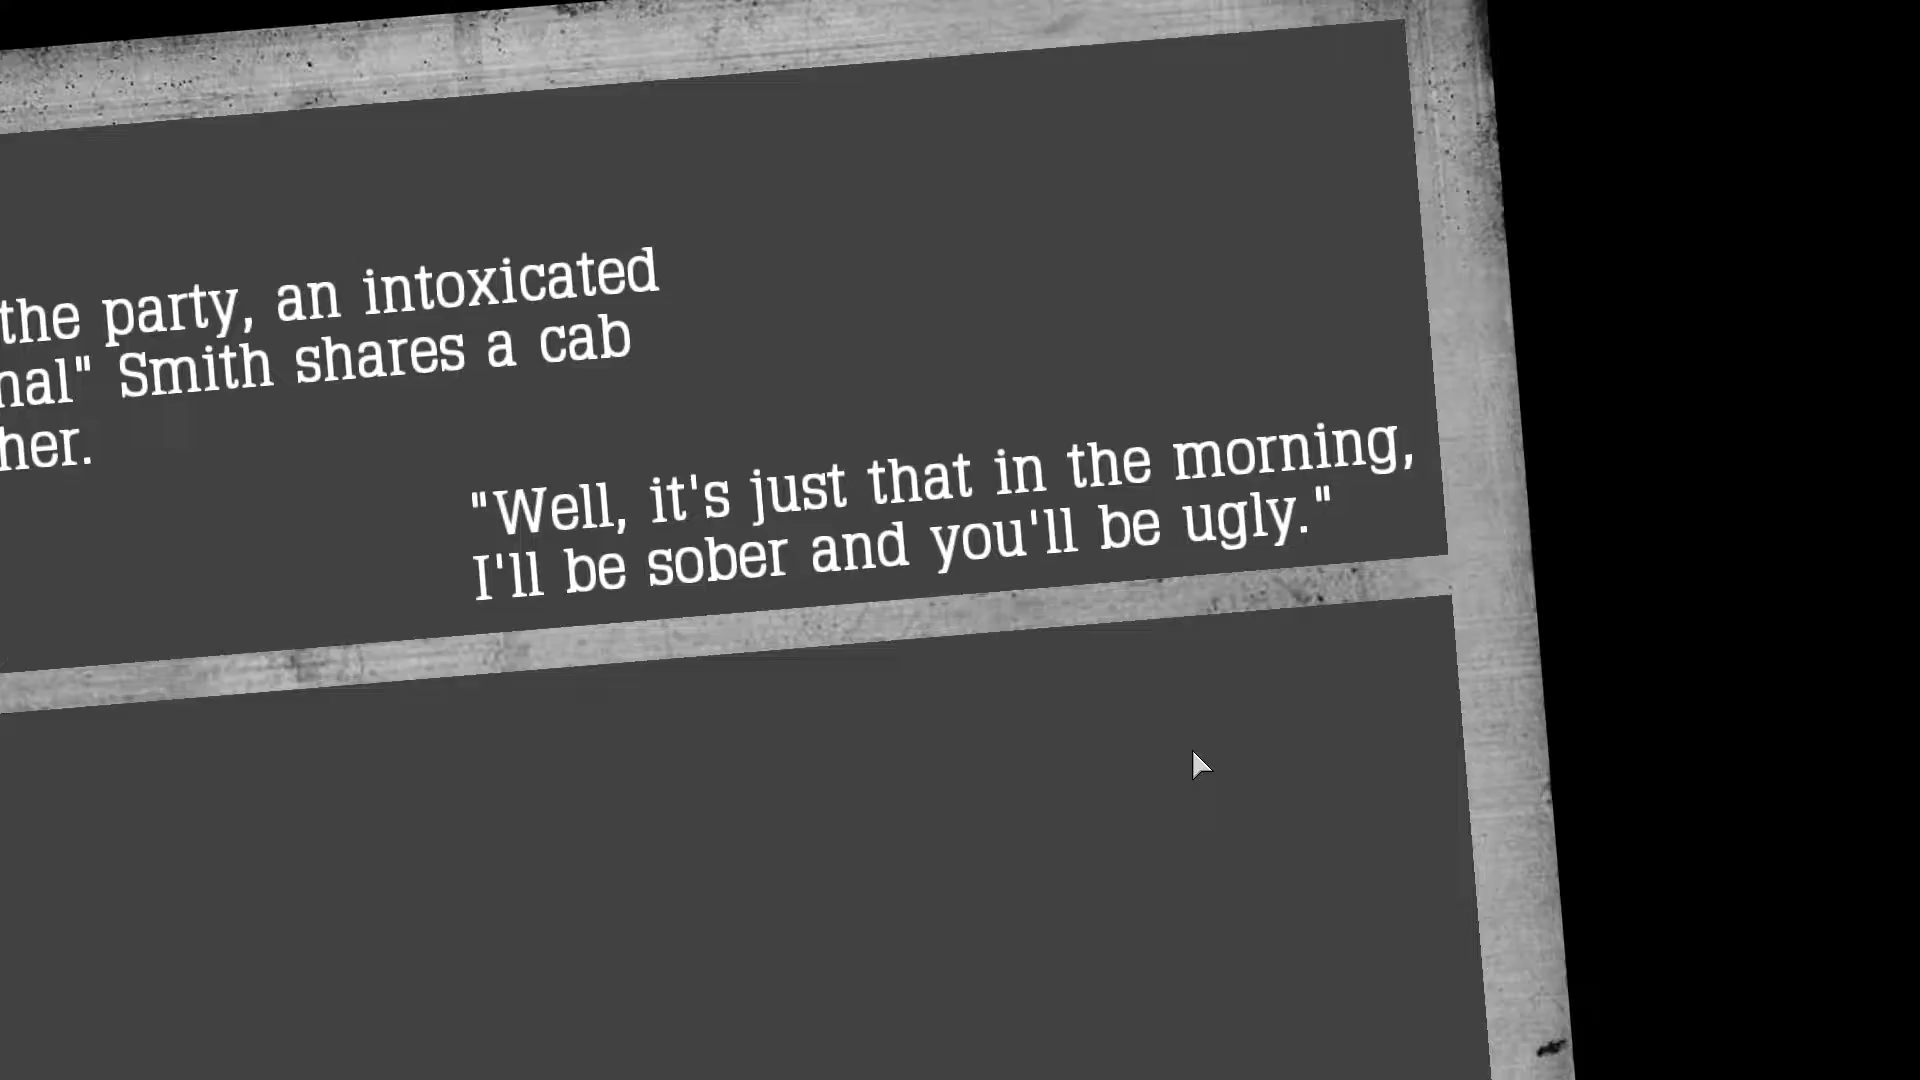 the party, an intoxicated
nal" Smith shares a cab
her.
"Well, it's just that in the morning,
I'll be sober and you'll be ugly."